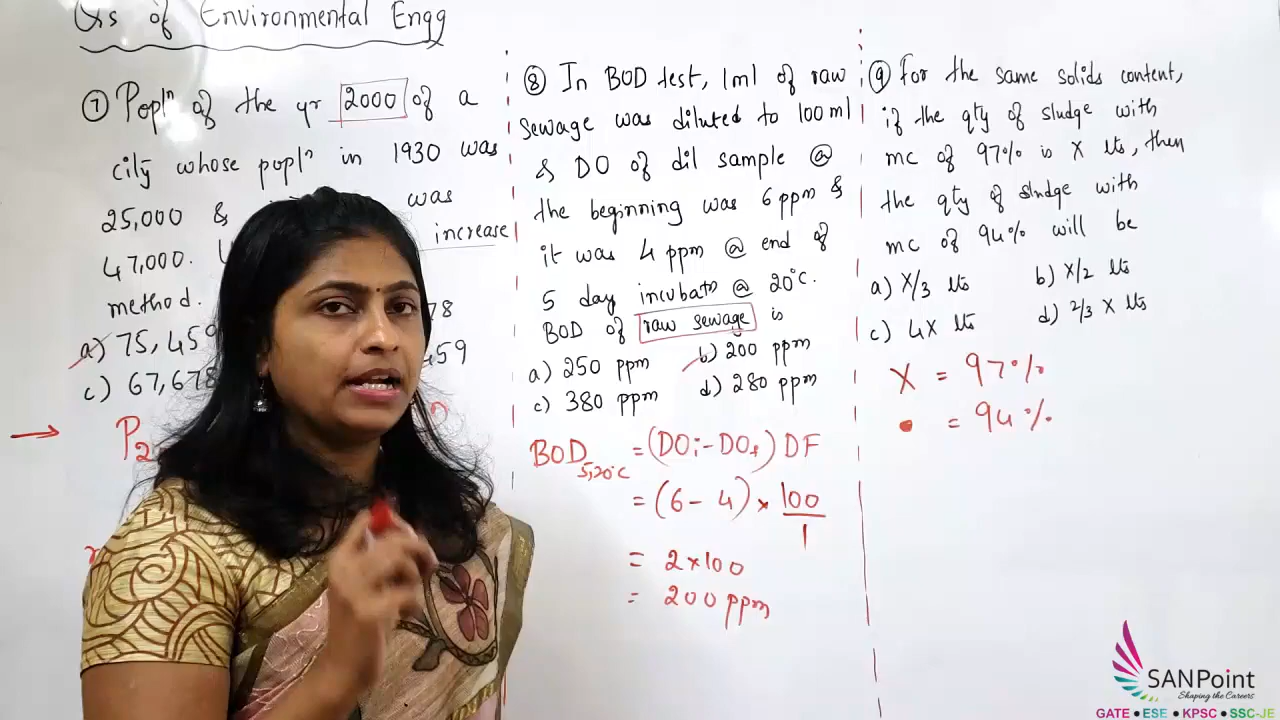 Qs of Environmental Engg
⑦ Popln of the yr 2000 of a
city whose popln in 1930 was
25,000 & was
47,000. increase
method. 78
a) 75,459 459
c) 67,678
→ P2
⑧ In BOD test, 1ml of raw
sewage was diluted to 100ml
& DO of dil sample @
the beginning was 6 ppm &
it was 4 ppm @ end of
5 day incubatn @ 20°C.
BOD of raw sewage is
a) 250 ppm b) 200 ppm
c) 380 ppm d) 280 ppm
BOD5,20°C = (DOi-DOf) DF
= (6-4) × 100
1
= 2×100
= 200 ppm
⑨ For the same solids content,
if the qty of sludge with
mc of 97% is X lts, then
the qty of sludge with
mc of 94% will be
a) X/3 lts b) X/2 lts
c) 4X lts d) 2/3 X lts
X = 97%
= 94%
SANPoint
Shaping the Careers
GATE • ESE • KPSC • SSC-JE